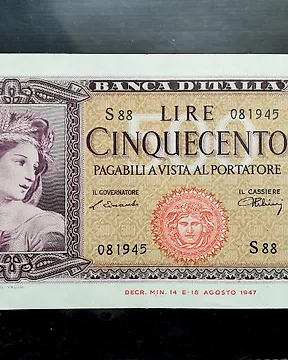 BANCA D'ITALIA
S 88 LIRE 081945
500
CINQUECENTO
PAGABILI A VISTA AL PORTATORE
IL GOVERNATORE IL CASSIERE
081945 S 88
DECR. MIN. 14 E 18 AGOSTO 1947